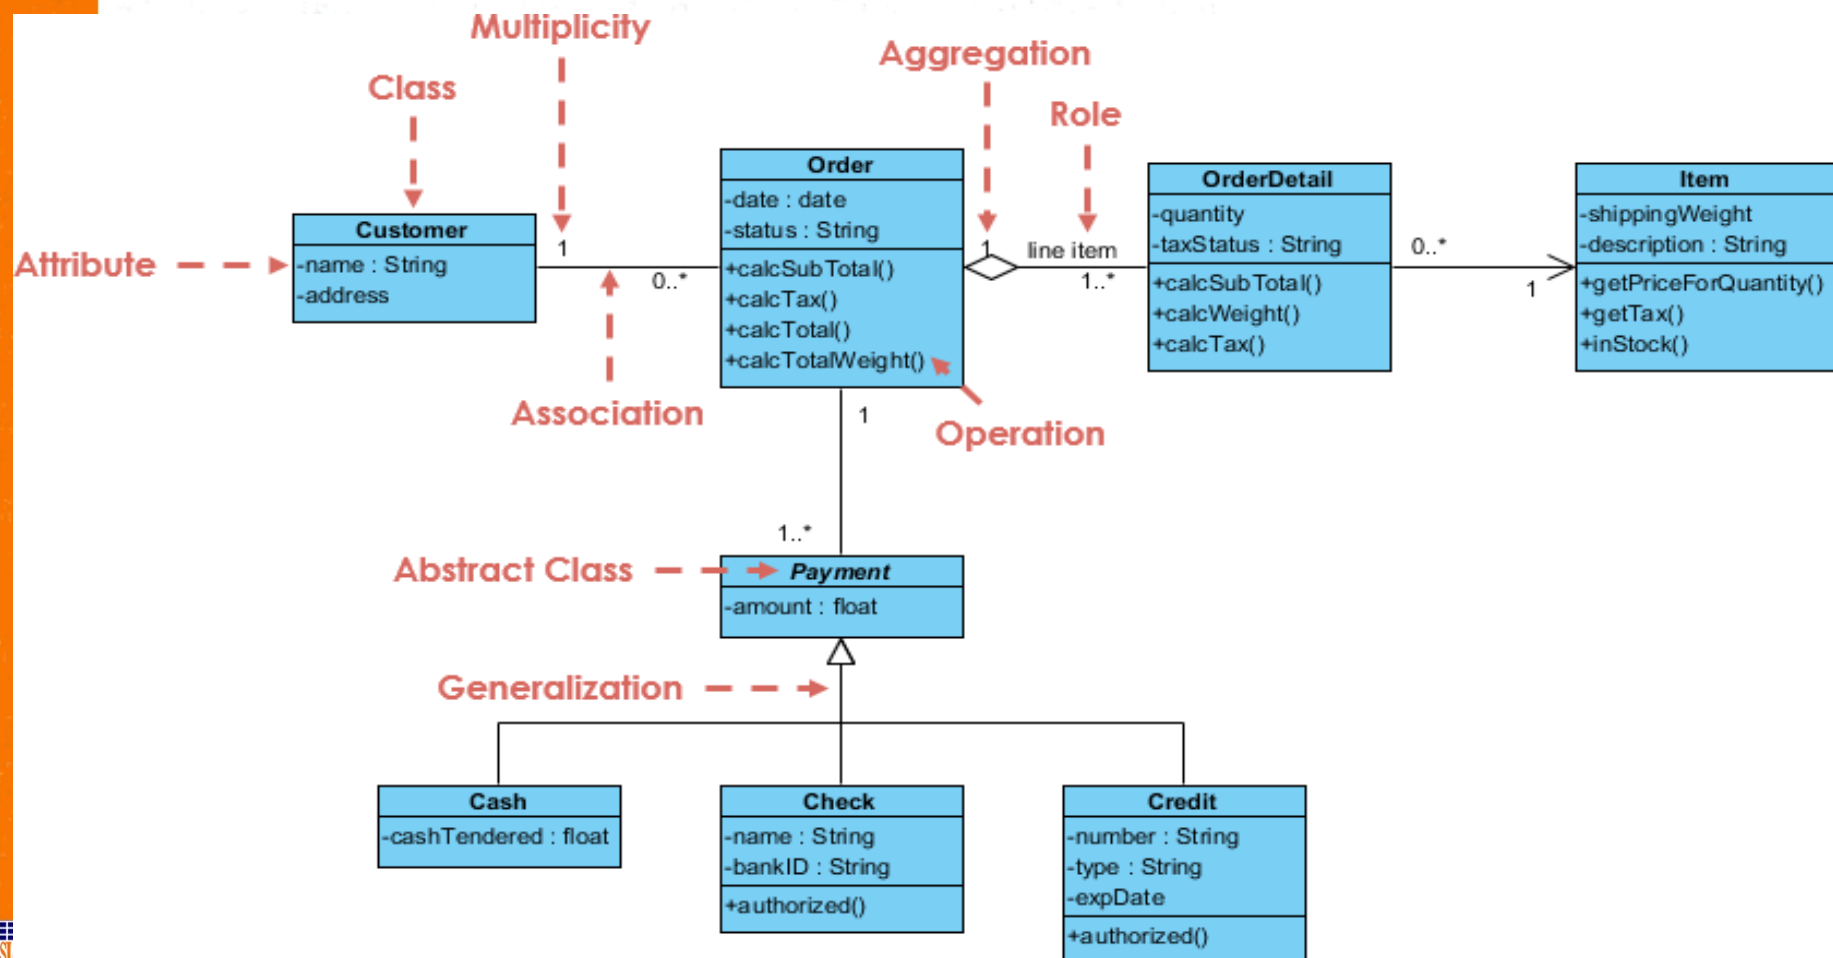 Multiplicity
Aggregation
Class
Role
Attribute
Customer
-name : String
-address
1
0..*
Association
Order
-date : date
-status : String
+calcSubTotal()
+calcTax()
+calcTotal()
+calcTotalWeight()
Operation
1
line item
1..*
OrderDetail
-quantity
-taxStatus : String
+calcSubTotal()
+calcWeight()
+calcTax()
0..*
1
Item
-shippingWeight
-description : String
+getPriceForQuantity()
+getTax()
+inStock()
1
1..*
Abstract Class
Payment
-amount : float
Generalization
Cash
-cashTendered : float
Check
-name : String
-bankID : String
+authorized()
Credit
-number : String
-type : String
-expDate
+authorized()